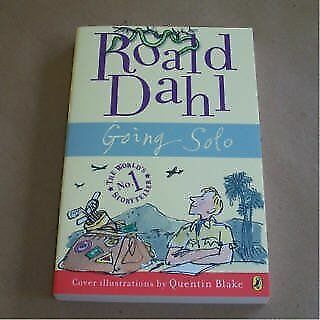 Roald
Dahl
Going Solo
THE WORLD'S
No. 1
STORYTELLER
Cover illustrations by Quentin Blake